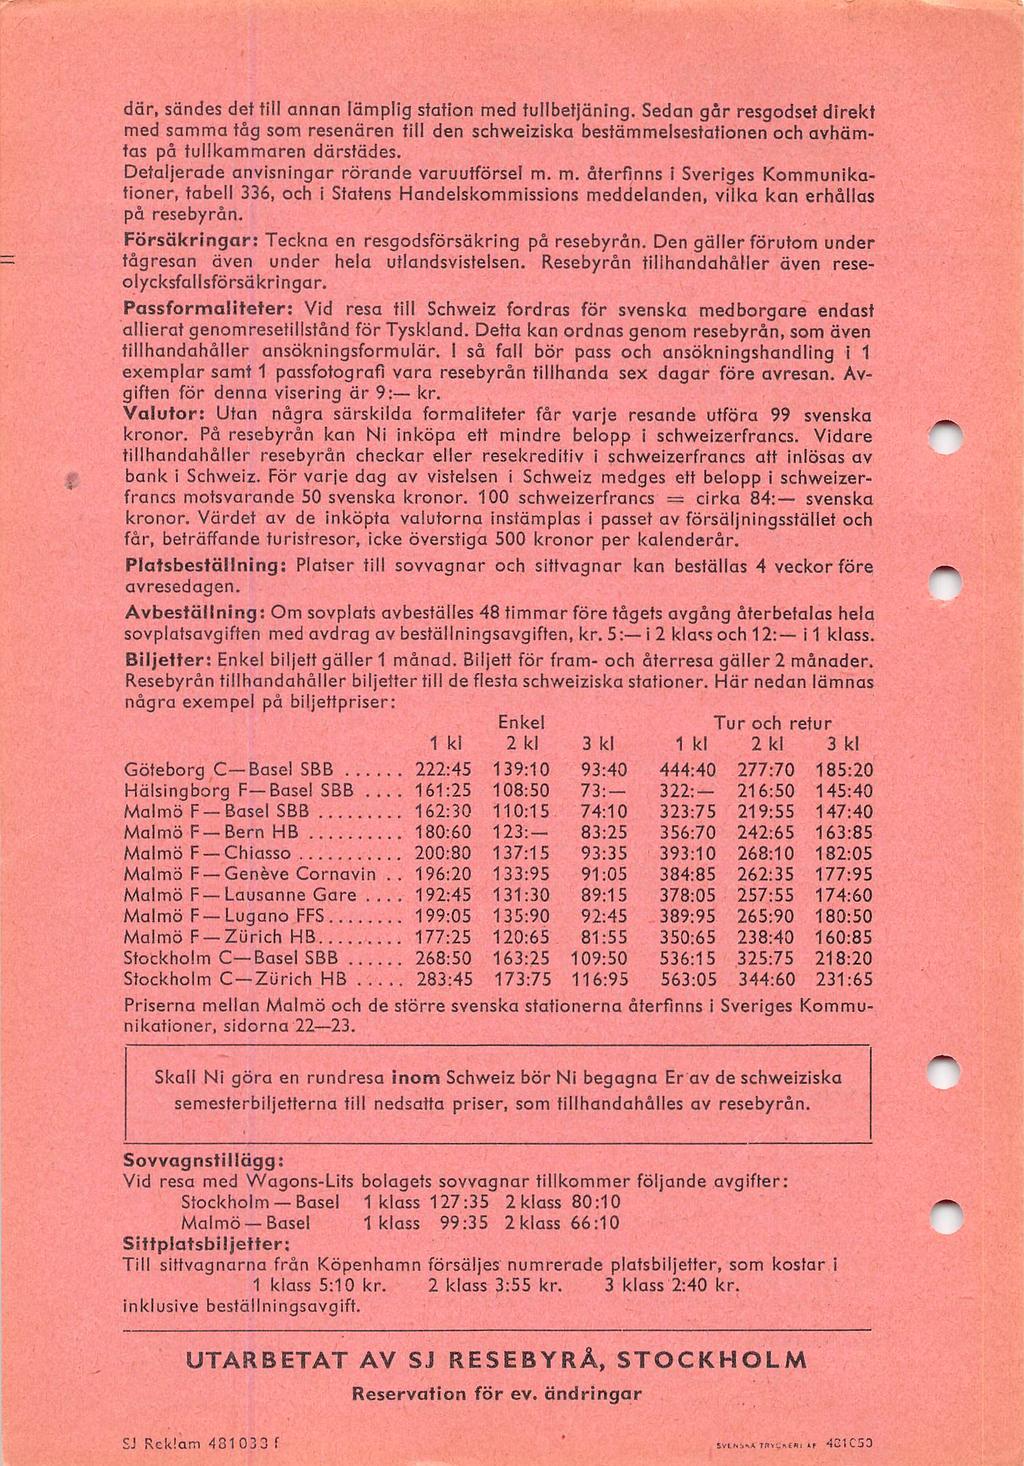 där, sändes det till annan lämplig station med tullbetjäning. Sedan går resgodset direkt
med samma tåg som resenären till den schweiziska bestämmelsestationen och avhäm-
tas på tullkammaren därstädes.
Detaljerade anvisningar rörande varuutförsel m. m. återfinns i Sveriges Kommunika-
tioner, tabell 336, och i Statens Handelskommissions meddelanden, vilka kan erhållas
på resebyrån.
Försäkringar: Teckna en resgodsförsäkring på resebyrån. Den gäller förutom under
tågresan även under hela utlandsvistelsen. Resebyrån tillhandahåller även rese-
olycksfallsförsäkringar.
Passformaliteter: Vid resa till Schweiz fordras för svenska medborgare endast
allierat genomresetillstånd för Tyskland. Detta kan ordnas genom resebyrån, som även
tillhandahåller ansökningsformulär. I så fall bör pass och ansökningshandling i 1
exemplar samt 1 passfotografi vara resebyrån tillhanda sex dagar före avresan. Av-
giften för denna visering är 9:— kr.
Valutor: Utan några särskilda formaliteter får varje resande utföra 99 svenska
kronor. På resebyrån kan Ni inköpa ett mindre belopp i schweizerfrancs. Vidare
tillhandahåller resebyrån checkar eller resekreditiv i schweizerfrancs att inlösas av
bank i Schweiz. För varje dag av vistelsen i Schweiz medges ett belopp i schweizer-
francs motsvarande 50 svenska kronor. 100 schweizerfrancs = cirka 84:— svenska
kronor. Värdet av de inköpta valutorna instämplas i passet av försäljningsstället och
får, beträffande turistresor, icke överstiga 500 kronor per kalenderår.
Platsbeställning: Platser till sovvagnar och sittvagnar kan beställas 4 veckor före
avresedagen.
Avbeställning: Om sovplats avbeställes 48 timmar före tågets avgång återbetalas hela
sovplatsavgiften med avdrag av beställningsavgiften, kr. 5:— i 2 klass och 12:— i 1 klass.
Biljetter: Enkel biljett gäller 1 månad. Biljett för fram- och återresa gäller 2 månader.
Resebyrån tillhandahåller biljetter till de flesta schweiziska stationer. Här nedan lämnas
några exempel på biljettpriser:
Enkel Tur och retur
1 kl 2 kl 3 kl 1 kl 2 kl 3 kl
Göteborg C—Basel SBB ...... 222:45 139:10 93:40 444:40 277:70 185:20
Hälsingborg F—Basel SBB .... 161:25 108:50 73:— 322:— 216:50 145:40
Malmö F—Basel SBB ......... 162:30 110:15 74:10 323:75 219:55 147:40
Malmö F—Bern HB .......... 180:60 123:— 83:25 356:70 242:65 163:85
Malmö F—Chiasso ........... 200:80 137:15 93:35 393:10 268:10 182:05
Malmö F—Genève Cornavin .. 196:20 133:95 91:05 384:85 262:35 177:95
Malmö F—Lausanne Gare .... 192:45 131:30 89:15 378:05 257:55 174:60
Malmö F—Lugano FFS........ 199:05 135:90 92:45 389:95 265:90 180:50
Malmö F—Zürich HB......... 177:25 120:65 81:55 350:65 238:40 160:85
Stockholm C—Basel SBB ...... 268:50 163:25 109:50 536:15 325:75 218:20
Stockholm C—Zürich HB ..... 283:45 173:75 116:95 563:05 344:60 231:65
Priserna mellan Malmö och de större svenska stationerna återfinns i Sveriges Kommu-
nikationer, sidorna 22—23.
Skall Ni göra en rundresa inom Schweiz bör Ni begagna Er av de schweiziska
semesterbiljetterna till nedsatta priser, som tillhandahålles av resebyrån.
Sovvagnstillägg:
Vid resa med Wagons-Lits bolagets sovvagnar tillkommer följande avgifter:
Stockholm — Basel 1 klass 127:35 2 klass 80:10
Malmö — Basel 1 klass 99:35 2 klass 66:10
Sittplatsbiljetter:
Till sittvagnarna från Köpenhamn försäljes numrerade platsbiljetter, som kostar i
1 klass 5:10 kr. 2 klass 3:55 kr. 3 klass 2:40 kr.
inklusive beställningsavgift.
UTARBETAT AV SJ RESEBYRÅ, STOCKHOLM
Reservation för ev. ändringar
SJ Reklam 481033 f
SVENSKA TRYCKERI AF 481050